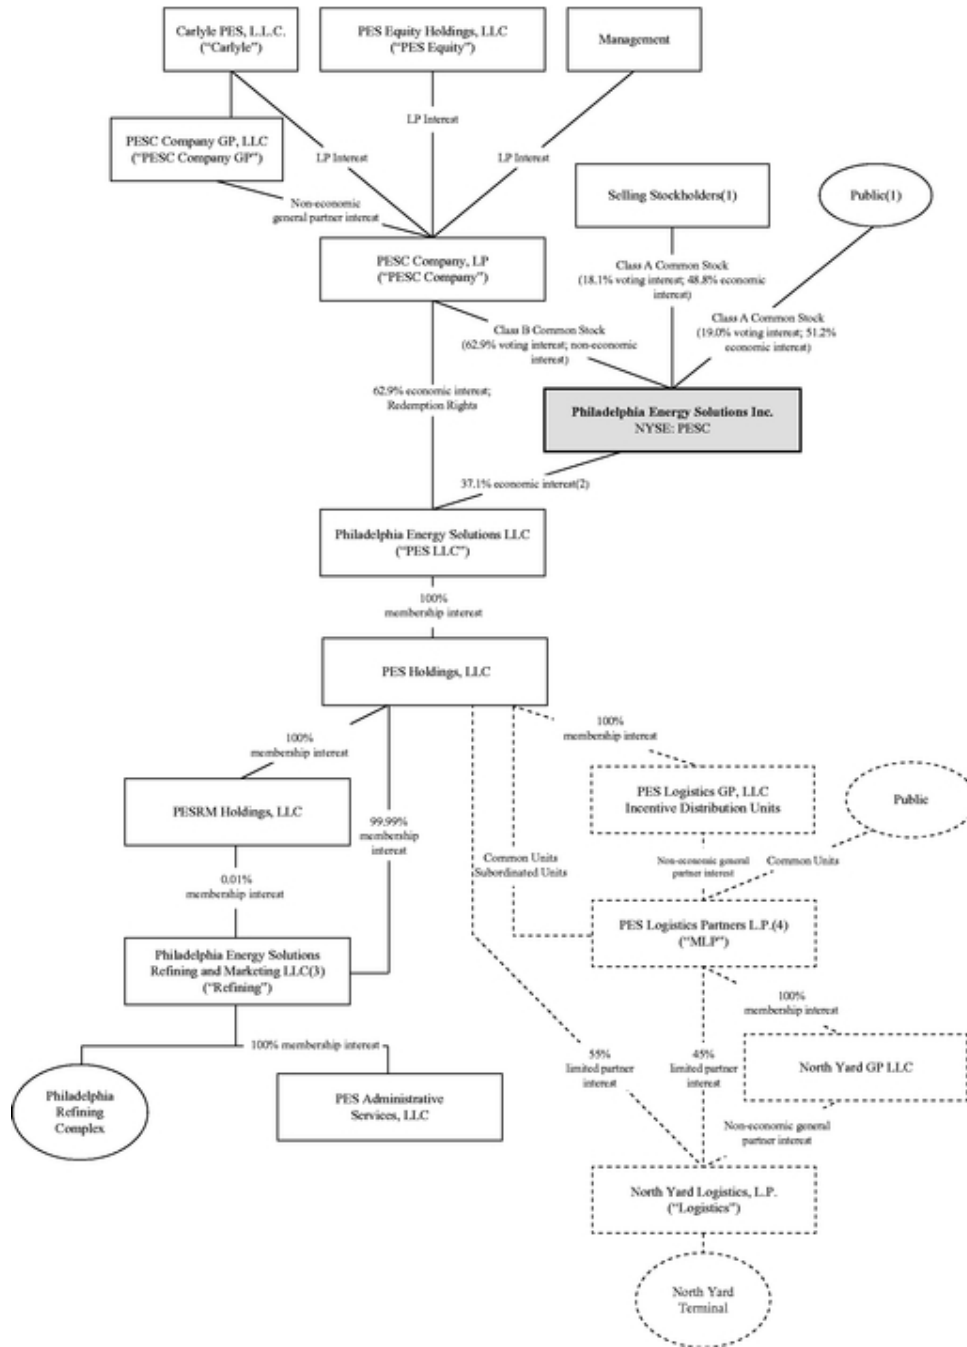 Carlyle PES, L.L.C.
(“Carlyle”)
PES Equity Holdings, LLC
(“PES Equity”)
Management
LP Interest
PESC Company GP, LLC
(“PESC Company GP”)
LP Interest
LP Interest
Non-economic
general partner interest
Selling Stockholders(1)
Public(1)
PESC Company, LP
(“PESC Company”)
Class A Common Stock
(18.1% voting interest; 48.8% economic
interest)
Class A Common Stock
(19.0% voting interest; 51.2%
economic interest)
Class B Common Stock
(62.9% voting interest; non-economic
interest)
62.9% economic interest;
Redemption Rights
Philadelphia Energy Solutions Inc.
NYSE: PESC
37.1% economic interest(2)
Philadelphia Energy Solutions LLC
(“PES LLC”)
100%
membership interest
PES Holdings, LLC
100%
membership interest
100%
membership interest
PESRM Holdings, LLC
99.99%
membership
interest
PES Logistics GP, LLC
Incentive Distribution Units
Public
Common Units
Subordinated Units
Non-economic general
partner interest
Common Units
0.01%
membership interest
PES Logistics Partners L.P.(4)
(“MLP”)
Philadelphia Energy Solutions
Refining and Marketing LLC(3)
(“Refining”)
100%
membership interest
100% membership interest
55%
limited partner
interest
45%
limited partner
interest
North Yard GP LLC
Philadelphia
Refining
Complex
PES Administrative
Services, LLC
Non-economic general
partner interest
North Yard Logistics, L.P.
(“Logistics”)
North Yard
Terminal